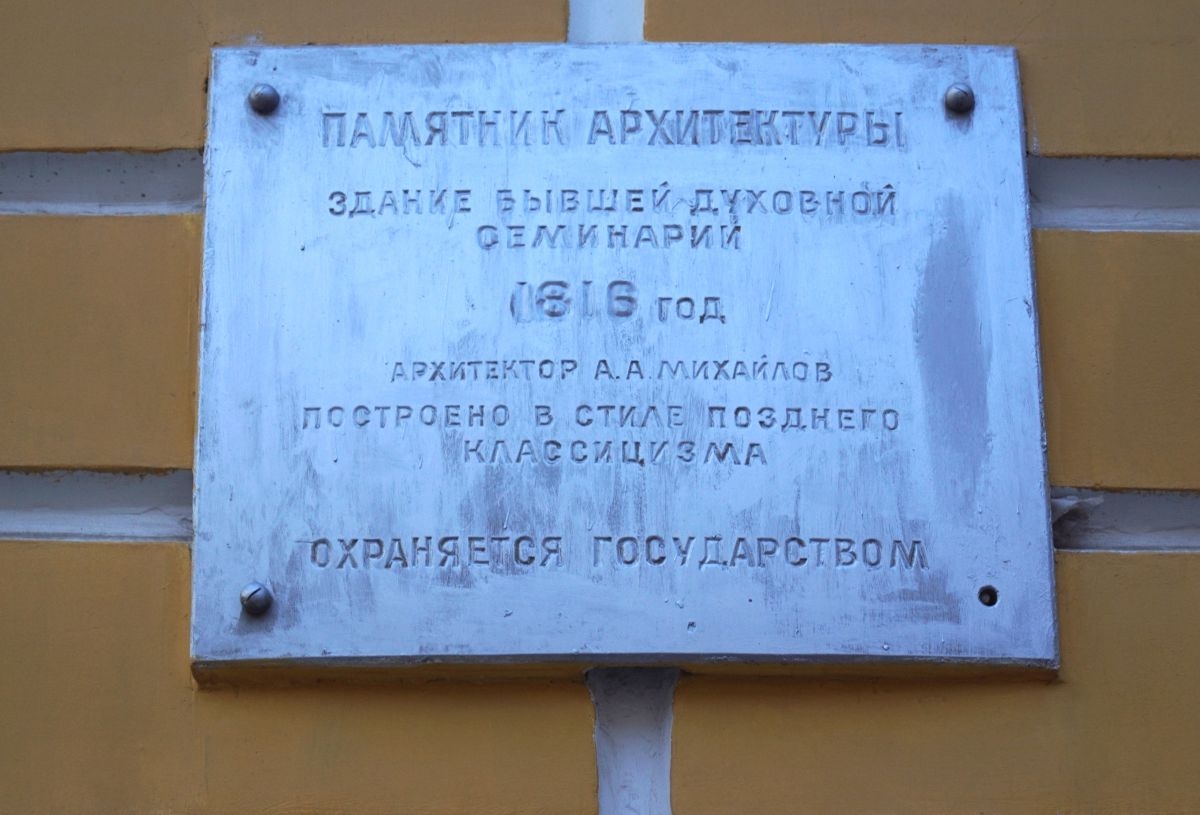 ПАМЯТНИК АРХИТЕКТУРЫ
ЗДАНИЕ БЫВШЕЙ ДУХОВНОЙ
СЕМИНАРИЙ
1816 ГОД
АРХИТЕКТОР А.А.МИХАЙЛОВ
ПОСТРОЕНО В СТИЛЕ ПОЗДНЕГО
КЛАССИЦИЗМА
ОХРАНЯЕТСЯ ГОСУДАРСТВОМ